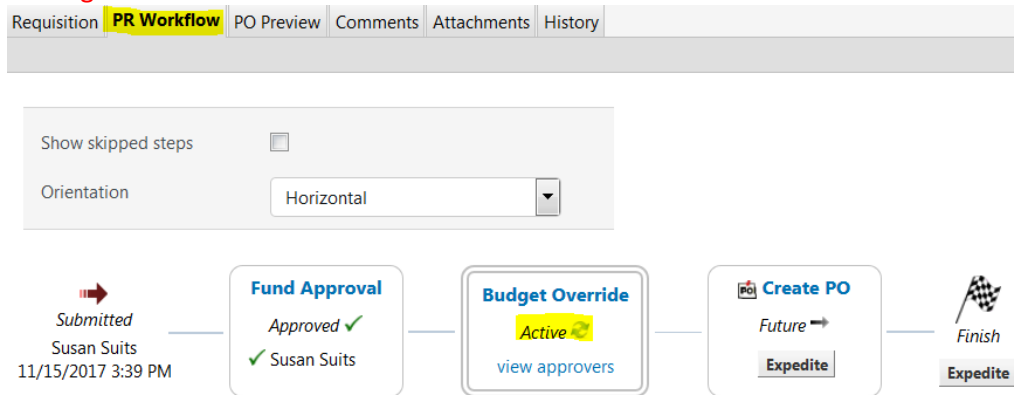 Requisition PR Workflow PO Preview Comments Attachments History
Show skipped steps
Orientation Horizontal
Submitted
Susan Suits
11/15/2017 3:39 PM
Fund Approval
Approved
Susan Suits
Budget Override
Active
view approvers
Create PO
Future
Expedite
Finish
Expedite